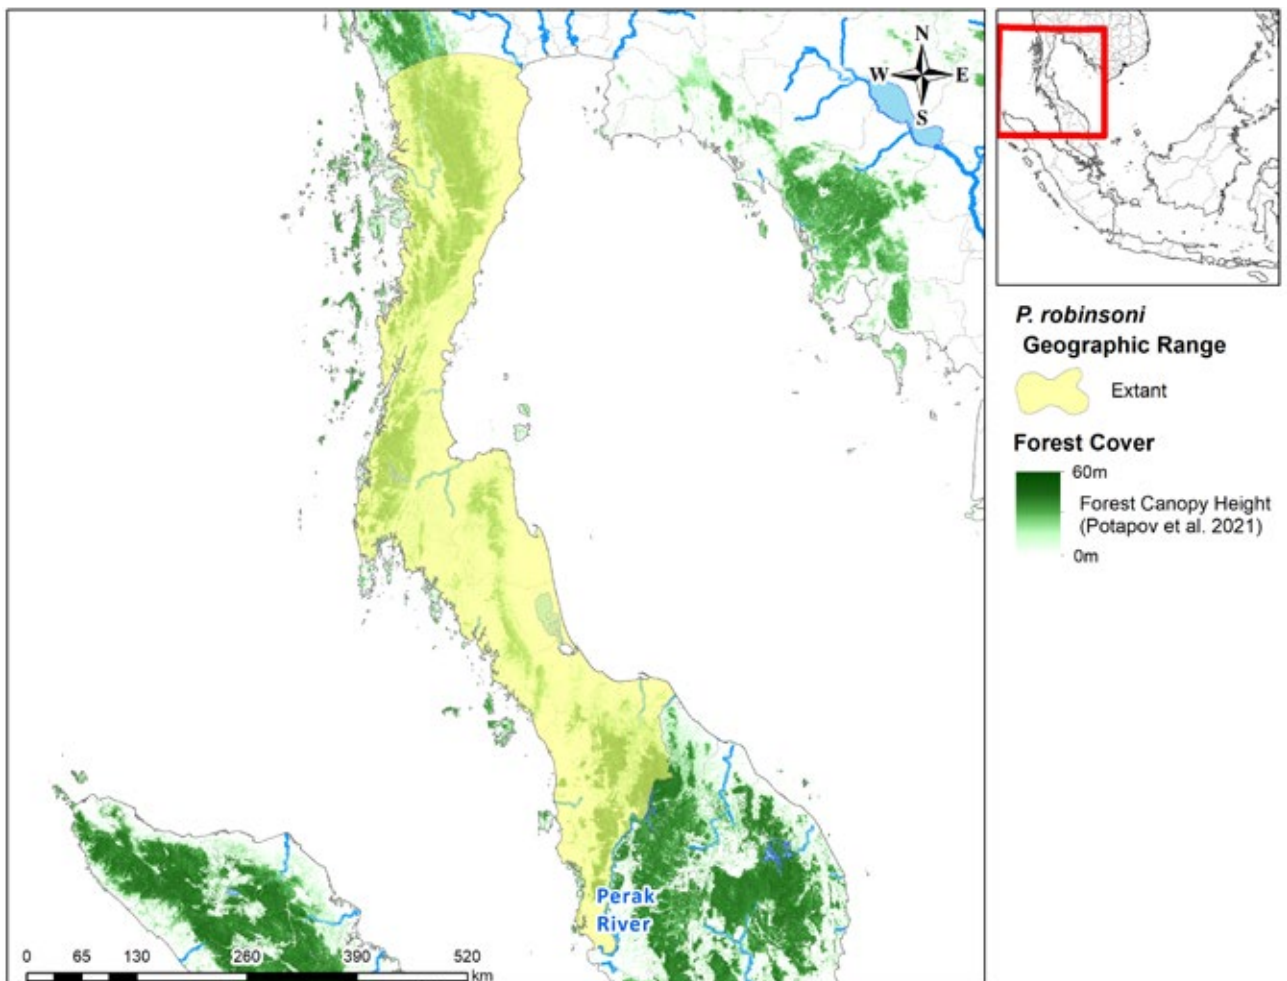 N
W E
S
P. robinsoni
Geographic Range
Extant
Forest Cover
60m
Forest Canopy Height
(Potapov et al. 2021)
0m
Perak
River
0 65 130 260 390 520
km